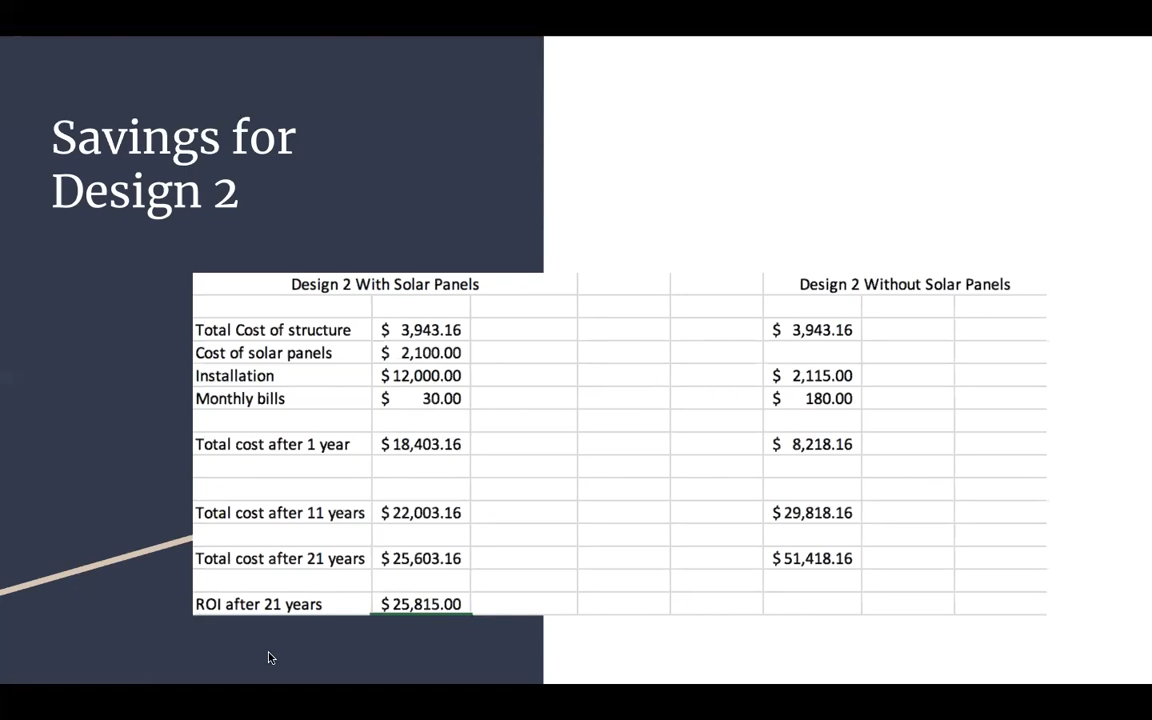 Savings for
Design 2
Design 2 With Solar Panels Design 2 Without Solar Panels
Total Cost of structure $ 3,943.16 $ 3,943.16
Cost of solar panels $ 2,100.00
Installation $ 12,000.00 $ 2,115.00
Monthly bills $ 30.00 $ 180.00
Total cost after 1 year $ 18,403.16 $ 8,218.16
Total cost after 11 years $ 22,003.16 $ 29,818.16
Total cost after 21 years $ 25,603.16 $ 51,418.16
ROI after 21 years $ 25,815.00